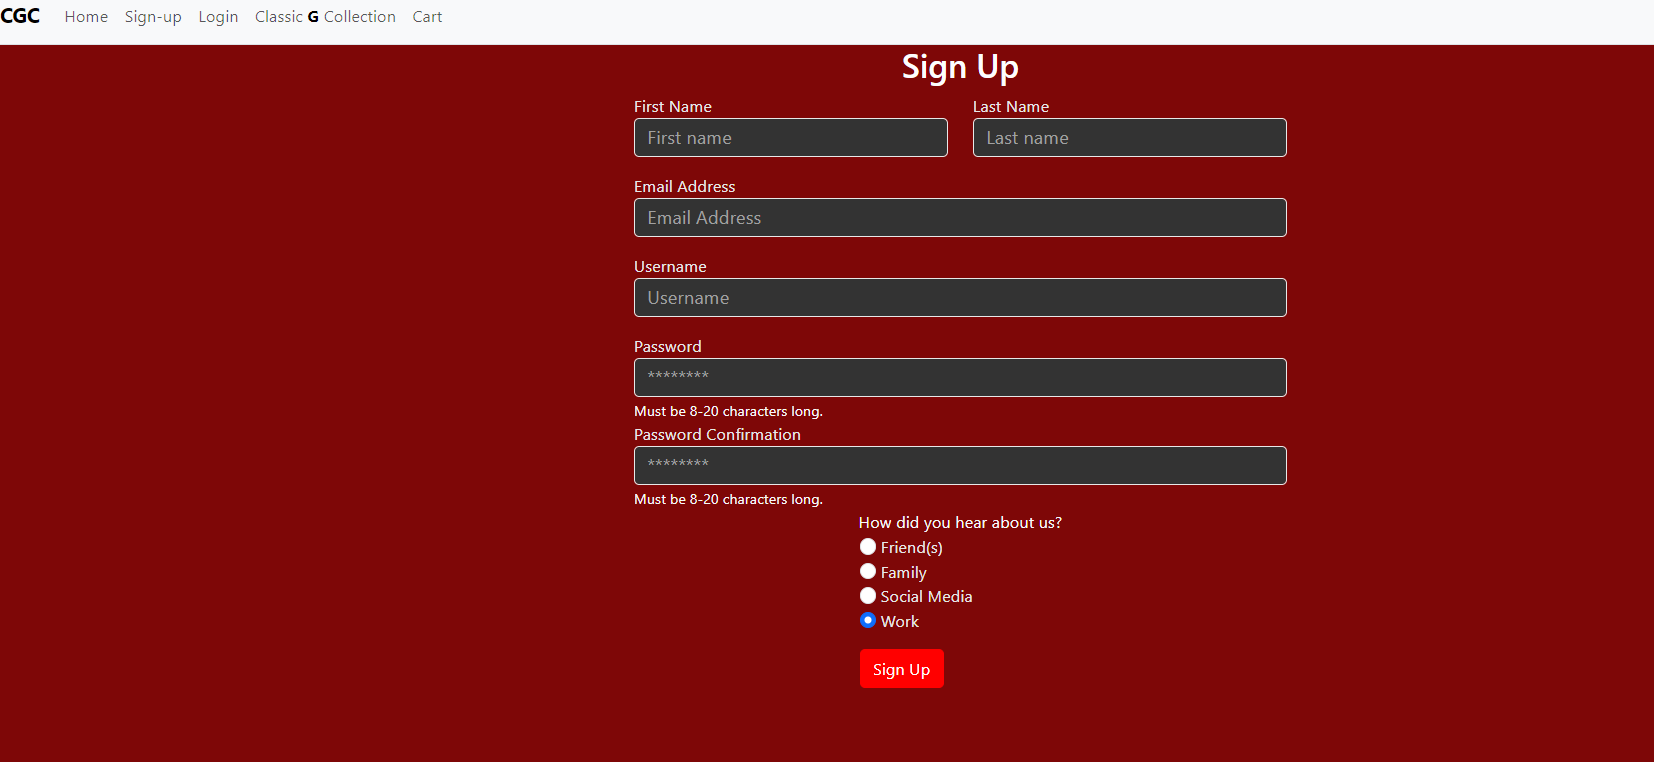 CGC Home Sign-up Login Classic G Collection Cart
Sign Up
First Name Last Name
First name Last name
Email Address
Email Address
Username
Username
Password
********
Must be 8-20 characters long.
Password Confirmation
********
Must be 8-20 characters long.
How did you hear about us?
Friend(s)
Family
Social Media
Work
Sign Up